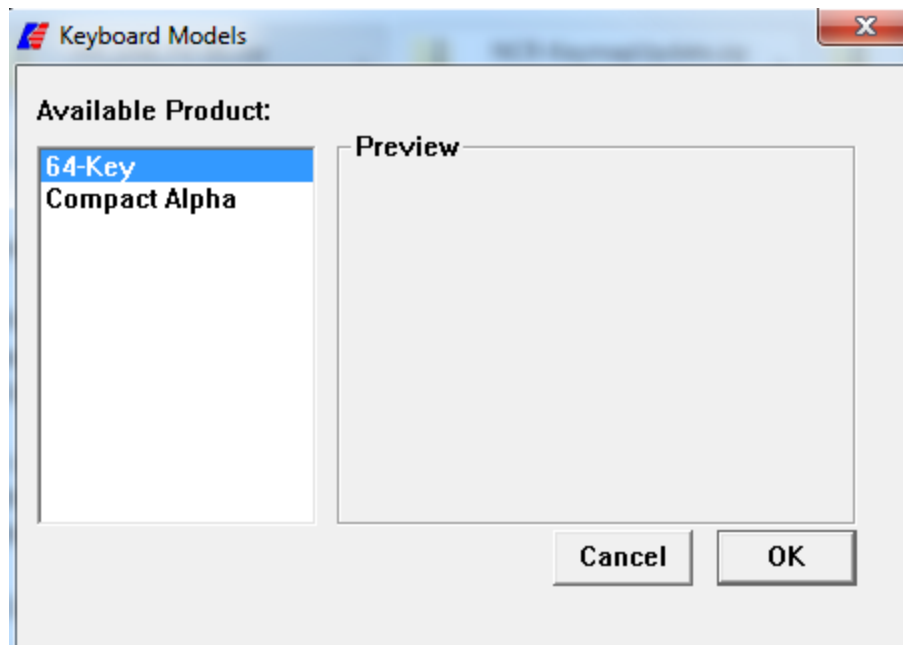 Keyboard Models
Available Product:
64-Key
Compact Alpha
Preview
Cancel
OK